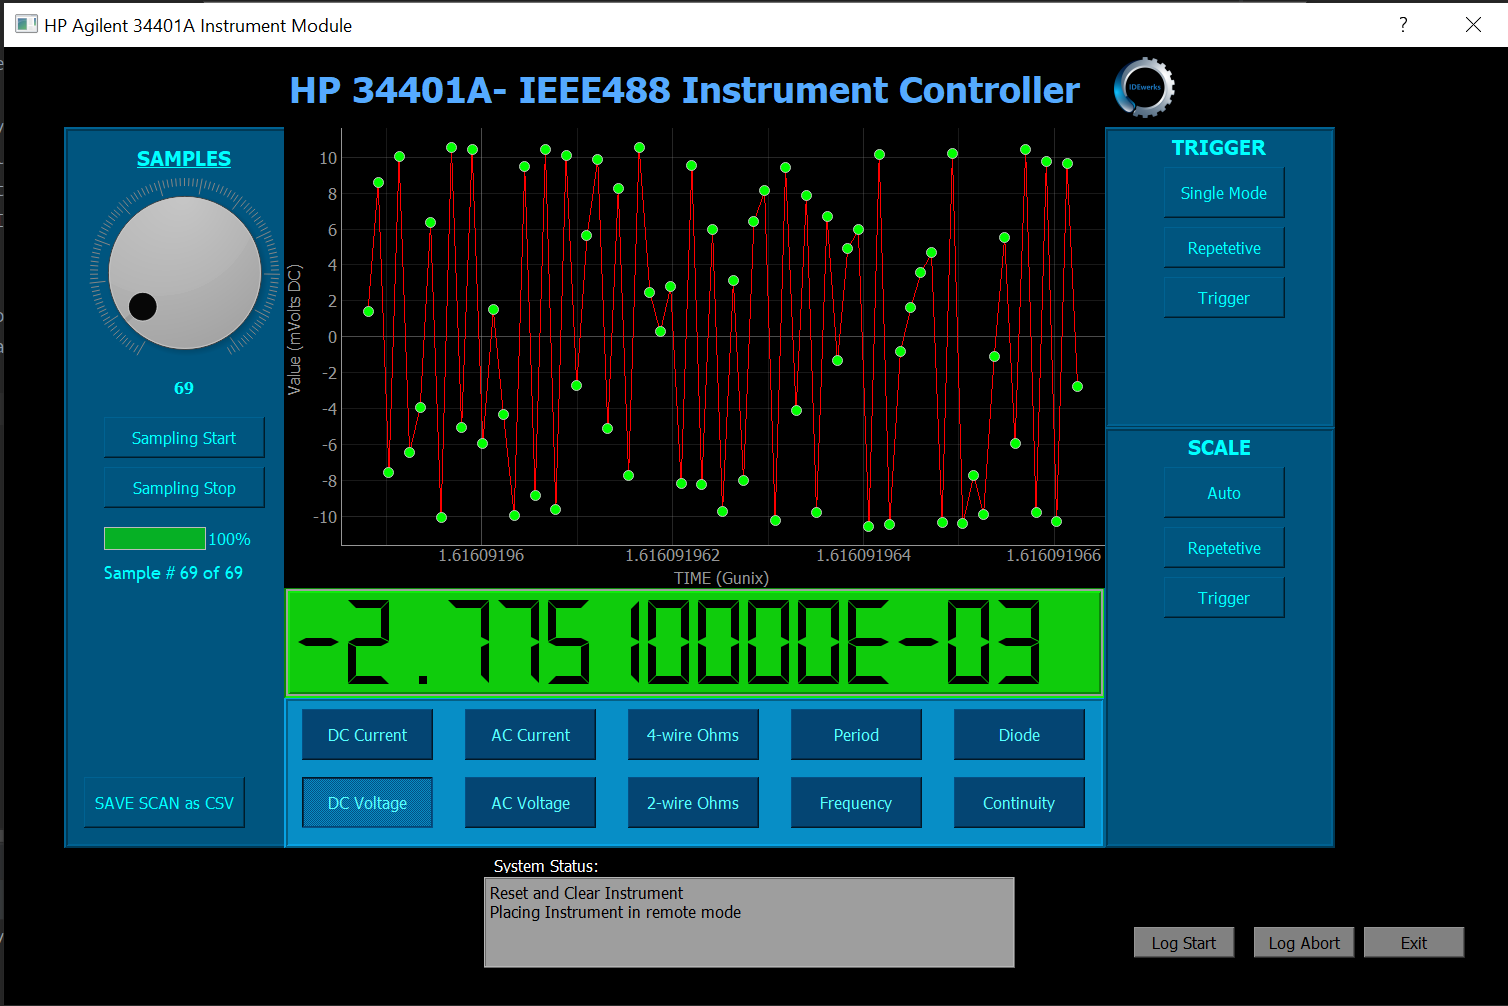 HP Agilent 34401A Instrument Module
?
HP 34401A- IEEE488 Instrument Controller
IDEwerks
SAMPLES
69
Sampling Start
Sampling Stop
100%
Sample # 69 of 69
SAVE SCAN as CSV
Value (mVolts DC)
10
8
6
4
2
0
-2
-4
-6
-8
-10
1.61609196
1.616091962
1.616091964
1.616091966
TIME (Gunix)
-2.77510000E-03
DC Current
AC Current
4-wire Ohms
Period
Diode
DC Voltage
AC Voltage
2-wire Ohms
Frequency
Continuity
TRIGGER
Single Mode
Repetetive
Trigger
SCALE
Auto
Repetetive
Trigger
System Status:
Reset and Clear Instrument
Placing Instrument in remote mode
Log Start
Log Abort
Exit